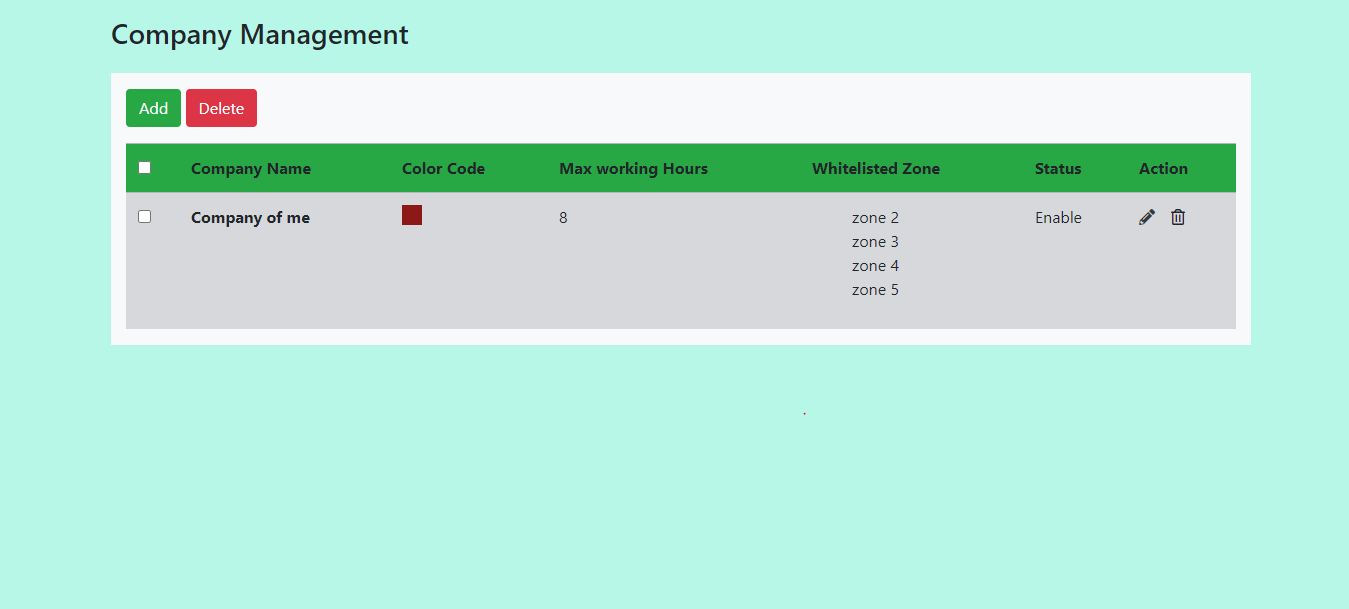 Company Management
Add Delete
Company Name Color Code Max working Hours Whitelisted Zone Status Action
Company of me 8 zone 2 Enable
zone 3
zone 4
zone 5